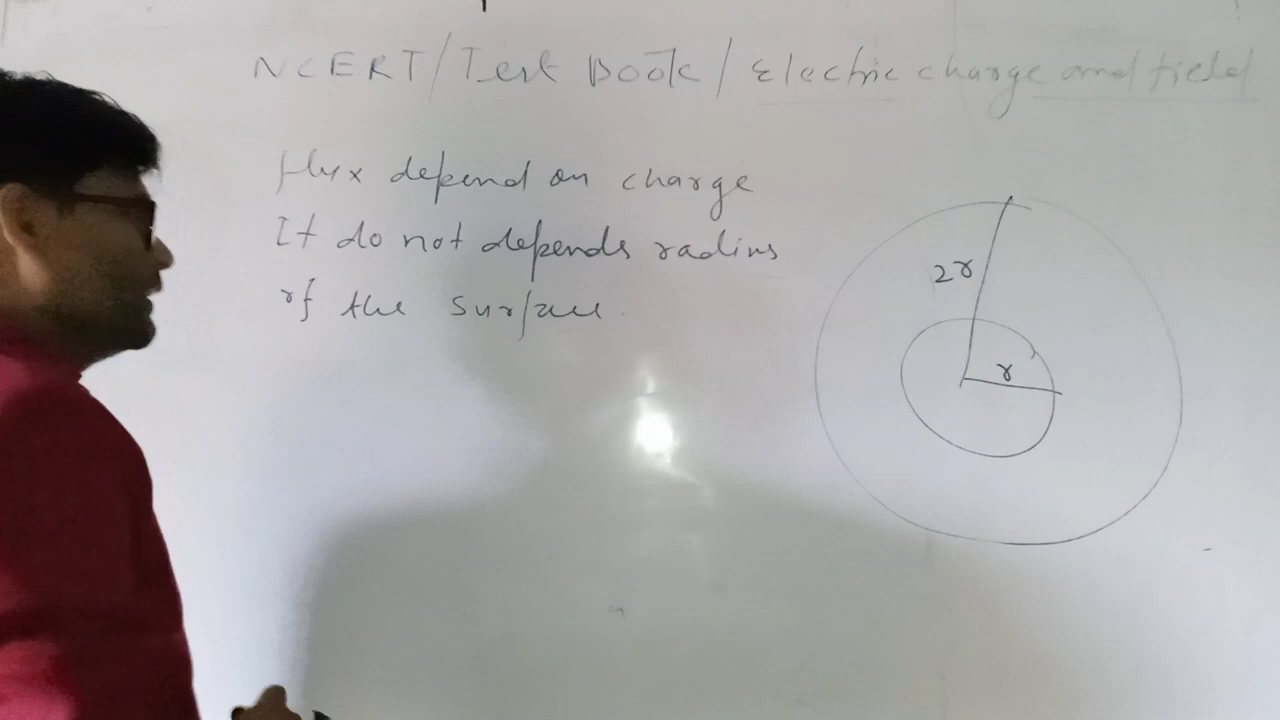 NCERT/Text Book/Electric charge and field
flux depend on charge
It do not depends radius
of the surface.
2r
r